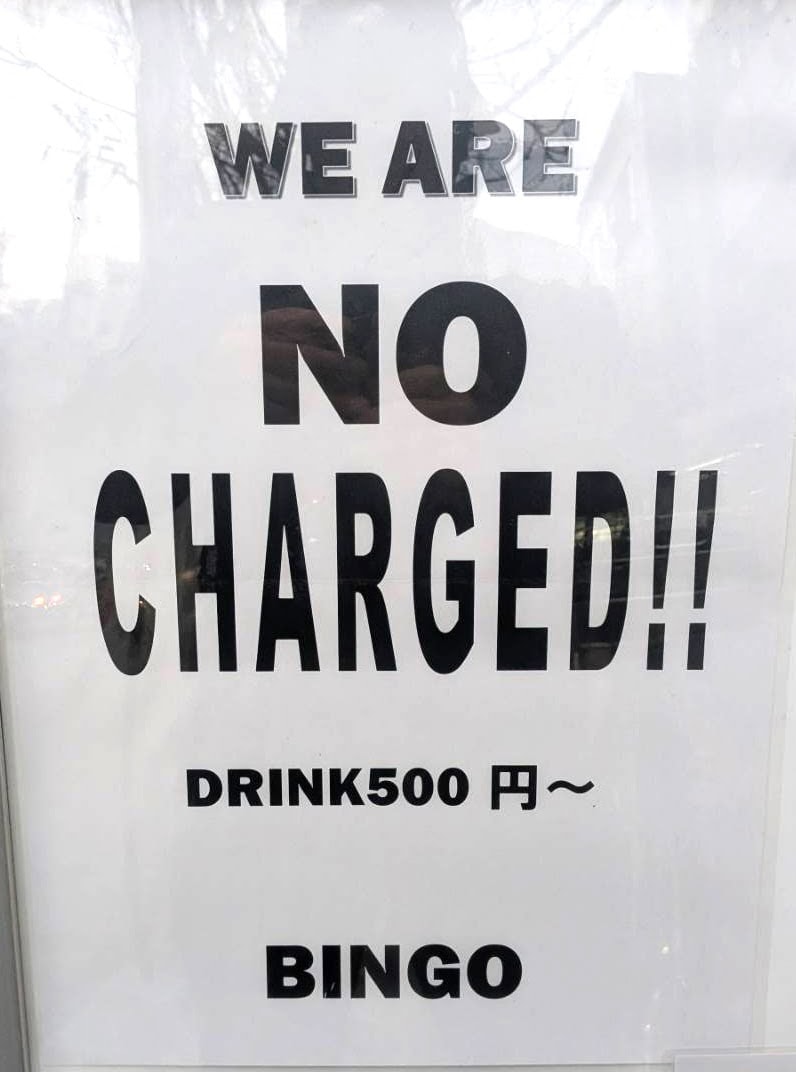 WE ARE
NO
CHARGED!!
DRINK500 円～
BINGO